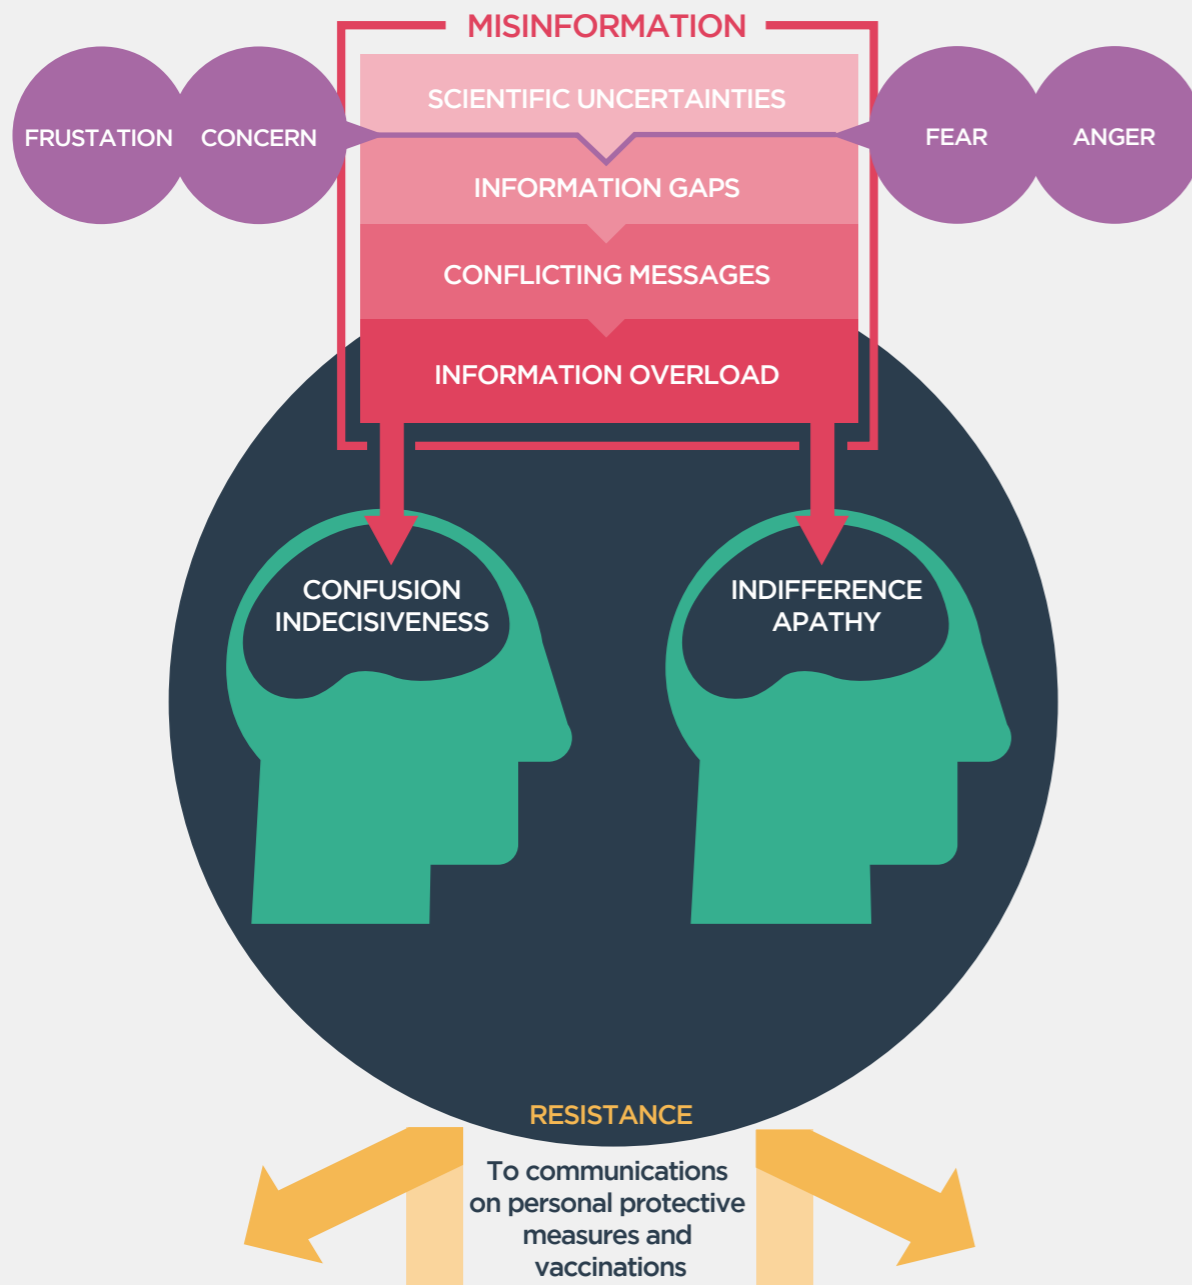 MISINFORMATION
SCIENTIFIC UNCERTAINTIES
FRUSTATION
CONCERN
FEAR
ANGER
INFORMATION GAPS
CONFLICTING MESSAGES
INFORMATION OVERLOAD
CONFUSION
INDECISIVENESS
INDIFFERENCE
APATHY
RESISTANCE
To communications
on personal protective
measures and
vaccinations